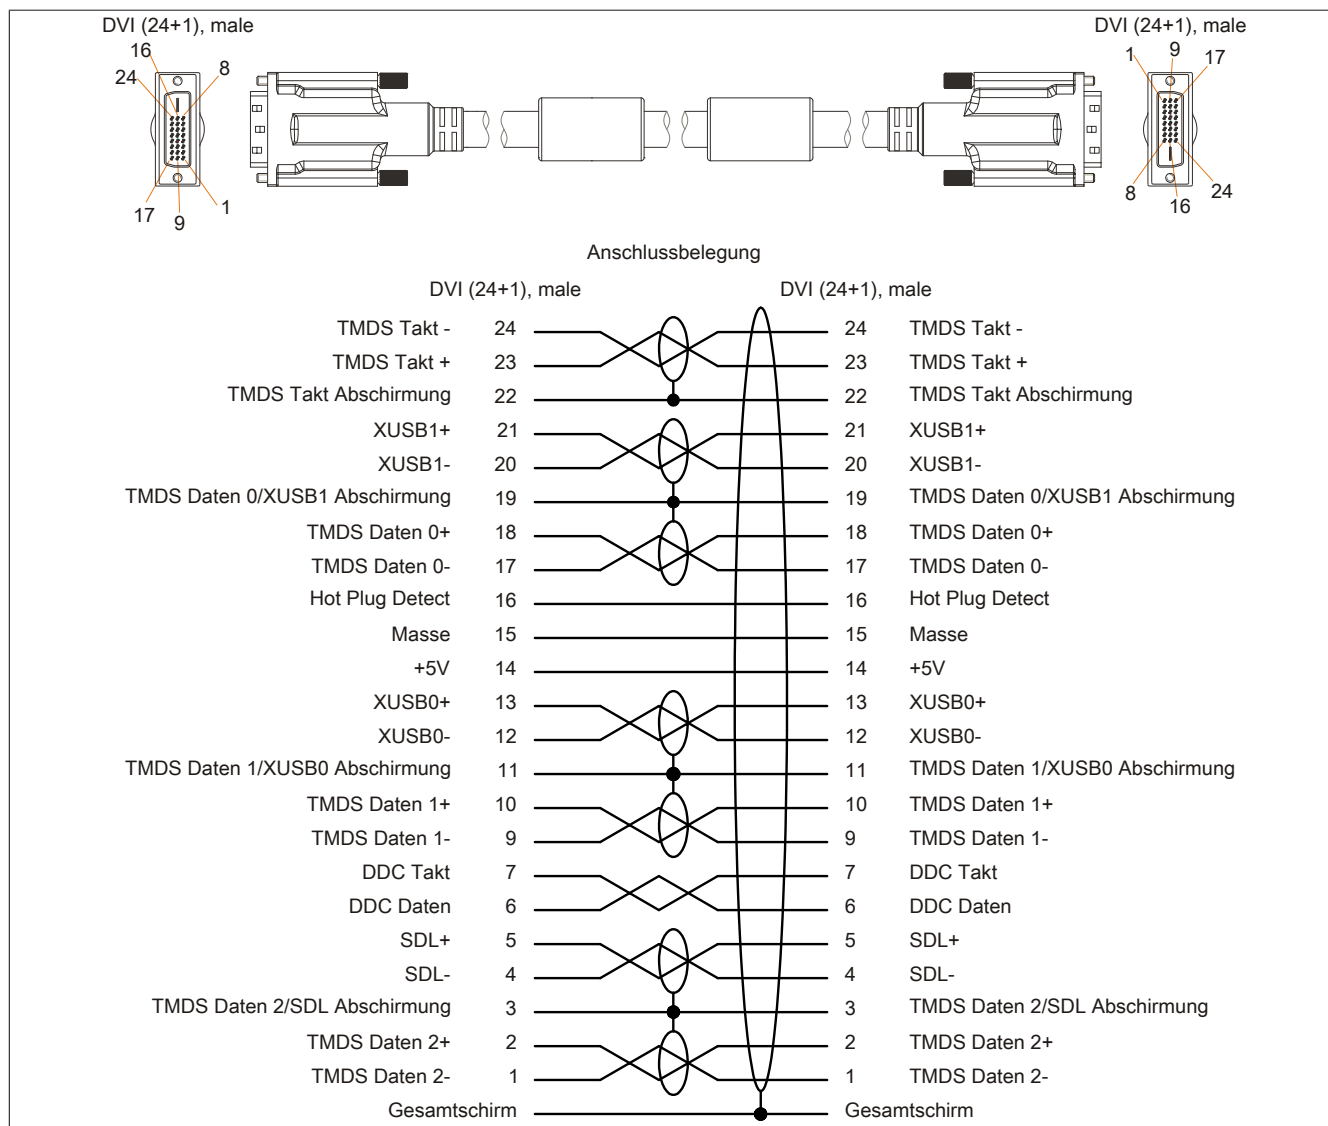 DVI (24+1), male DVI (24+1), male
16 24 8 17 9 1
1 9 17 8 16 24
Anschlussbelegung
DVI (24+1), male DVI (24+1), male
TMDS Takt - 24 24 TMDS Takt -
TMDS Takt + 23 23 TMDS Takt +
TMDS Takt Abschirmung 22 22 TMDS Takt Abschirmung
XUSB1+ 21 21 XUSB1+
XUSB1- 20 20 XUSB1-
TMDS Daten 0/XUSB1 Abschirmung 19 19 TMDS Daten 0/XUSB1 Abschirmung
TMDS Daten 0+ 18 18 TMDS Daten 0+
TMDS Daten 0- 17 17 TMDS Daten 0-
Hot Plug Detect 16 16 Hot Plug Detect
Masse 15 15 Masse
+5V 14 14 +5V
XUSB0+ 13 13 XUSB0+
XUSB0- 12 12 XUSB0-
TMDS Daten 1/XUSB0 Abschirmung 11 11 TMDS Daten 1/XUSB0 Abschirmung
TMDS Daten 1+ 10 10 TMDS Daten 1+
TMDS Daten 1- 9 9 TMDS Daten 1-
DDC Takt 7 7 DDC Takt
DDC Daten 6 6 DDC Daten
SDL+ 5 5 SDL+
SDL- 4 4 SDL-
TMDS Daten 2/SDL Abschirmung 3 3 TMDS Daten 2/SDL Abschirmung
TMDS Daten 2+ 2 2 TMDS Daten 2+
TMDS Daten 2- 1 1 TMDS Daten 2-
Gesamtschirm Gesamtschirm